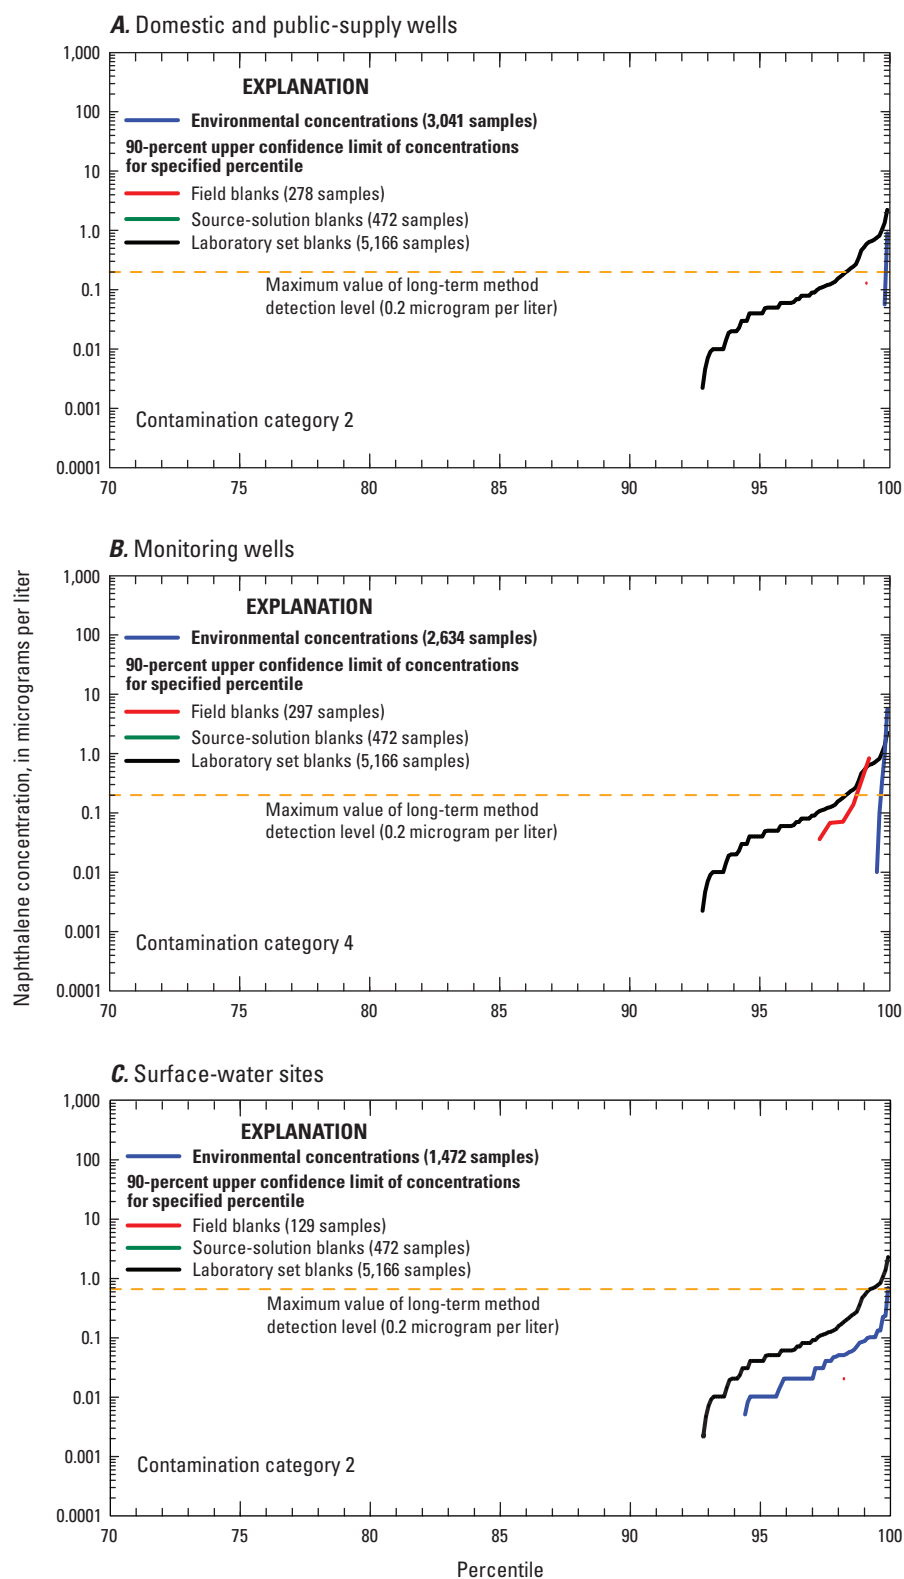 A. Domestic and public-supply wells
1,000
EXPLANATION
100
Environmental concentrations (3,041 samples)
90-percent upper confidence limit of concentrations
for specified percentile
10
Field blanks (278 samples)
Source-solution blanks (472 samples)
1.0
Laboratory set blanks (5,166 samples)
Maximum value of long-term method
0.1
detection level (0.2 microgram per liter)
0.01
0.001
Contamination category 2
0.0001
70 75 80 85 90 95 100
B. Monitoring wells
Naphthalene concentration, in micrograms per liter
1,000
EXPLANATION
100
Environmental concentrations (2,634 samples)
90-percent upper confidence limit of concentrations
for specified percentile
10
Field blanks (297 samples)
Source-solution blanks (472 samples)
1.0
Laboratory set blanks (5,166 samples)
Maximum value of long-term method
0.1
detection level (0.2 microgram per liter)
0.01
0.001
Contamination category 4
0.0001
70 75 80 85 90 95 100
C. Surface-water sites
1,000
EXPLANATION
100
Environmental concentrations (1,472 samples)
90-percent upper confidence limit of concentrations
for specified percentile
10
Field blanks (129 samples)
Source-solution blanks (472 samples)
Laboratory set blanks (5,166 samples)
1.0
Maximum value of long-term method
detection level (0.2 microgram per liter)
0.1
0.01
0.001
Contamination category 2
0.0001
70 75 80 85 90 95 100
Percentile